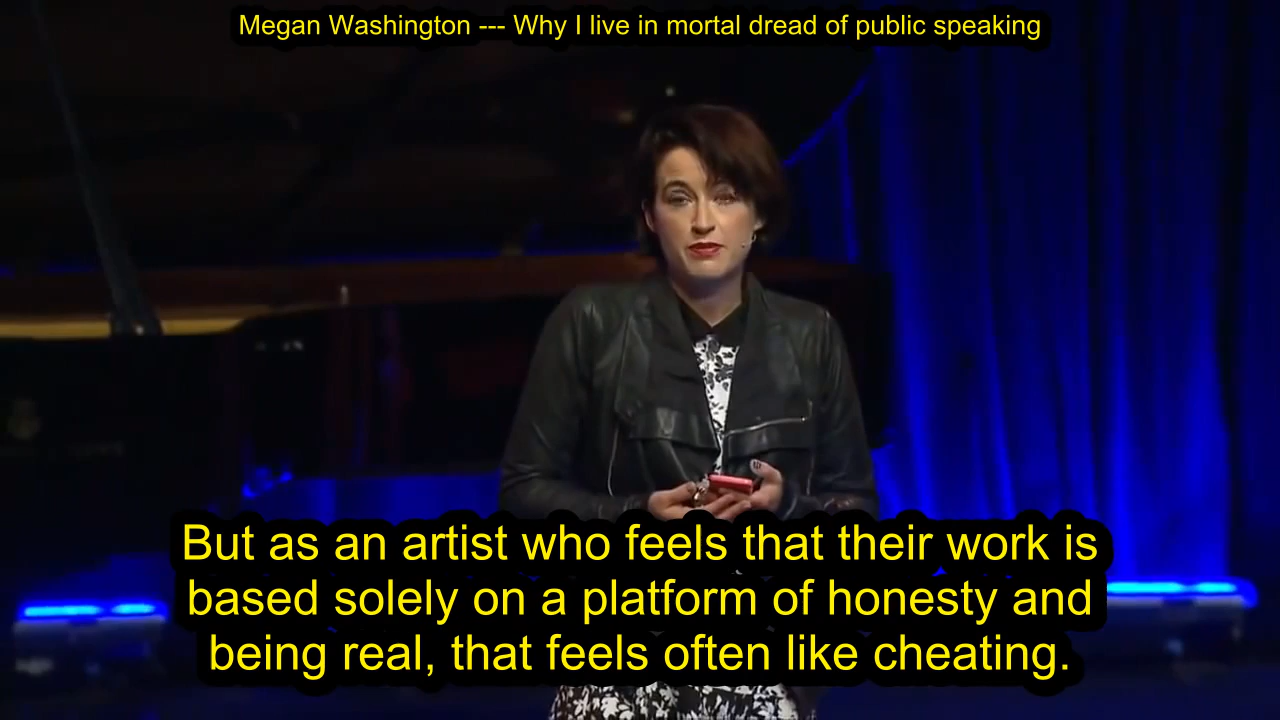 Megan Washington --- Why I live in mortal dread of public speaking
But as an artist who feels that their work is
based solely on a platform of honesty and
being real, that feels often like cheating.